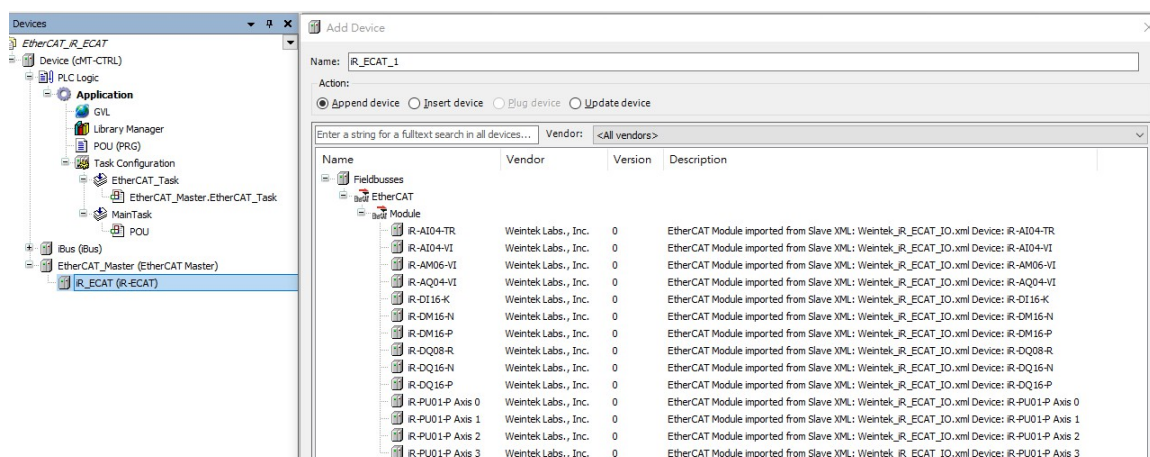 Devices
EtherCAT_iR_ECAT
Device (cMT-CTRL)
PLC Logic
Application
GVL
Library Manager
POU (PRG)
Task Configuration
EtherCAT_Task
EtherCAT_Master.EtherCAT_Task
MainTask
POU
iBus (iBus)
EtherCAT_Master (EtherCAT Master)
iR_ECAT (iR-ECAT)
Add Device
Name: iR_ECAT_1
Action:
Append device Insert device Plug device Update device
Enter a string for a fulltext search in all devices... Vendor: <All vendors>
Name Vendor Version Description
Fieldbusses
EtherCAT
Module
iR-AI04-TR Weintek Labs., Inc. 0 EtherCAT Module imported from Slave XML: Weintek_iR_ECAT_IO.xml Device: iR-AI04-TR
iR-AI04-VI Weintek Labs., Inc. 0 EtherCAT Module imported from Slave XML: Weintek_iR_ECAT_IO.xml Device: iR-AI04-VI
iR-AM06-VI Weintek Labs., Inc. 0 EtherCAT Module imported from Slave XML: Weintek_iR_ECAT_IO.xml Device: iR-AM06-VI
iR-AQ04-VI Weintek Labs., Inc. 0 EtherCAT Module imported from Slave XML: Weintek_iR_ECAT_IO.xml Device: iR-AQ04-VI
iR-DI16-K Weintek Labs., Inc. 0 EtherCAT Module imported from Slave XML: Weintek_iR_ECAT_IO.xml Device: iR-DI16-K
iR-DM16-N Weintek Labs., Inc. 0 EtherCAT Module imported from Slave XML: Weintek_iR_ECAT_IO.xml Device: iR-DM16-N
iR-DM16-P Weintek Labs., Inc. 0 EtherCAT Module imported from Slave XML: Weintek_iR_ECAT_IO.xml Device: iR-DM16-P
iR-DQ08-R Weintek Labs., Inc. 0 EtherCAT Module imported from Slave XML: Weintek_iR_ECAT_IO.xml Device: iR-DQ08-R
iR-DQ16-N Weintek Labs., Inc. 0 EtherCAT Module imported from Slave XML: Weintek_iR_ECAT_IO.xml Device: iR-DQ16-N
iR-DQ16-P Weintek Labs., Inc. 0 EtherCAT Module imported from Slave XML: Weintek_iR_ECAT_IO.xml Device: iR-DQ16-P
iR-PU01-P Axis 0 Weintek Labs., Inc. 0 EtherCAT Module imported from Slave XML: Weintek_iR_ECAT_IO.xml Device: iR-PU01-P Axis 0
iR-PU01-P Axis 1 Weintek Labs., Inc. 0 EtherCAT Module imported from Slave XML: Weintek_iR_ECAT_IO.xml Device: iR-PU01-P Axis 1
iR-PU01-P Axis 2 Weintek Labs., Inc. 0 EtherCAT Module imported from Slave XML: Weintek_iR_ECAT_IO.xml Device: iR-PU01-P Axis 2
iR-PU01-P Axis 3 Weintek Labs., Inc. 0 EtherCAT Module imported from Slave XML: Weintek_iR_ECAT_IO.xml Device: iR-PU01-P Axis 3